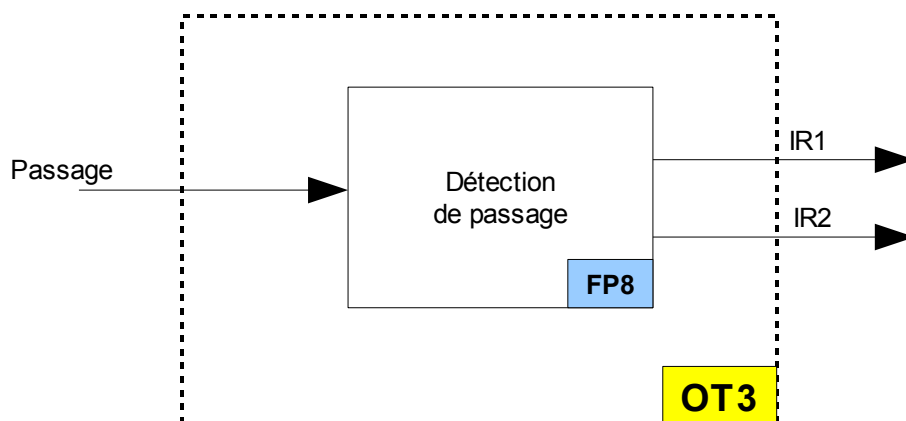 Passage
Détection
de passage
IR1
IR2
FP8
OT3